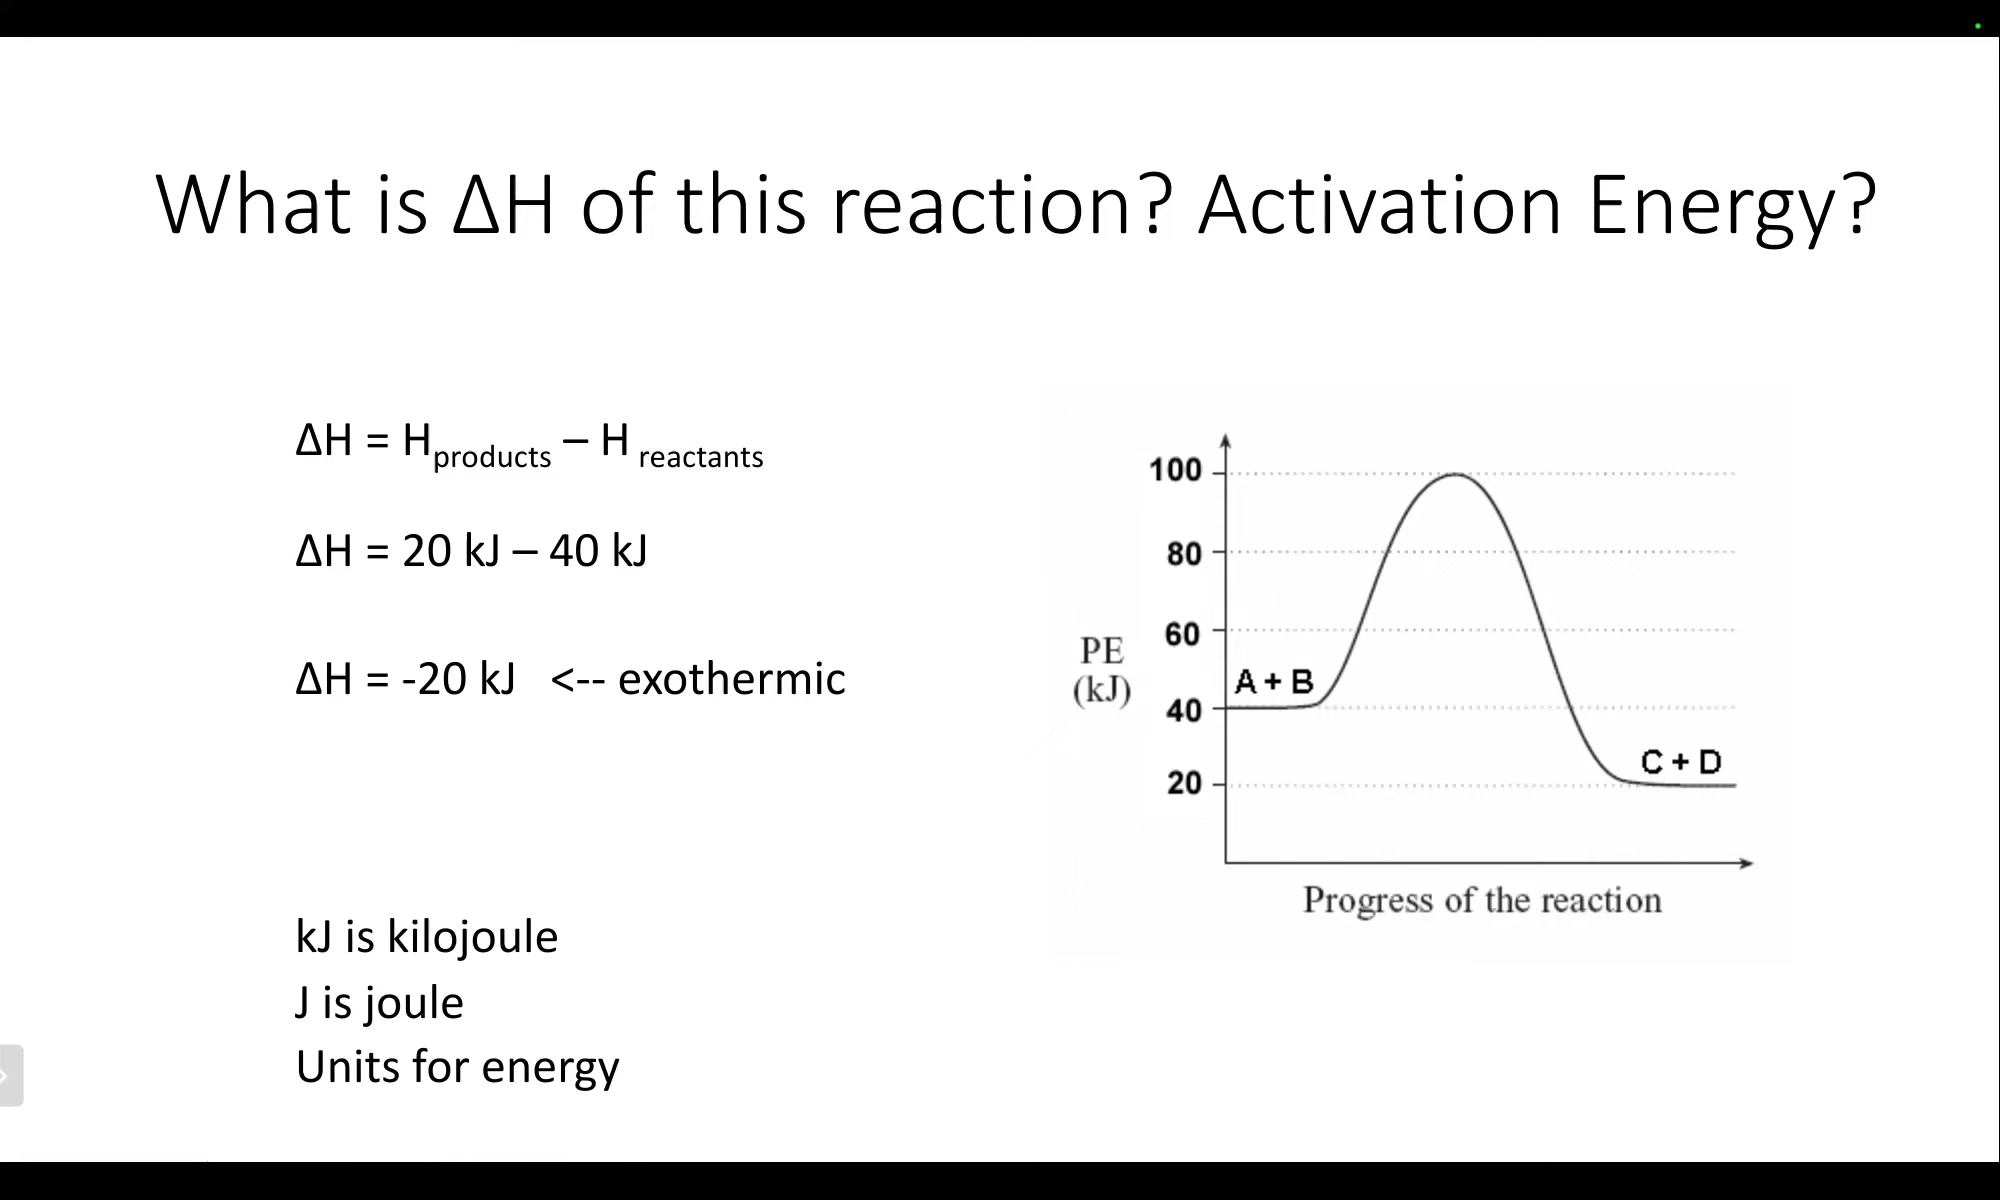 What is ΔH of this reaction? Activation Energy?
ΔH = Hproducts – H reactants
ΔH = 20 kJ – 40 kJ
ΔH = -20 kJ <-- exothermic
kJ is kilojoule
J is joule
Units for energy
100
80
60
40
20
PE
(kJ)
A + B
C + D
Progress of the reaction